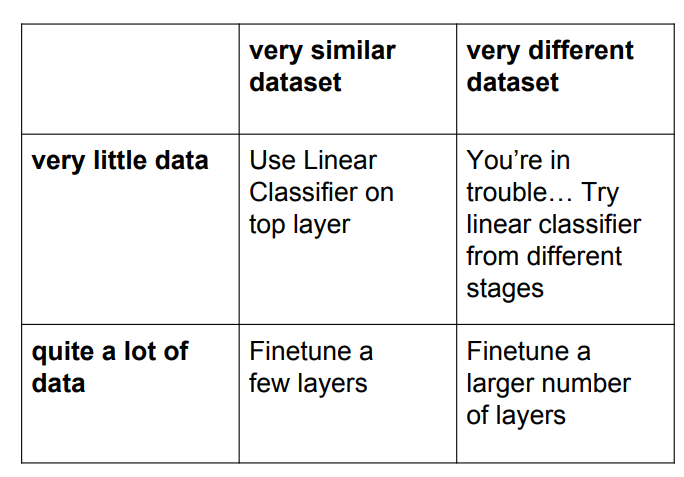 very similar
dataset
very different
dataset
very little data
Use Linear
Classifier on
top layer
You’re in
trouble… Try
linear classifier
from different
stages
quite a lot of
data
Finetune a
few layers
Finetune a
larger number
of layers